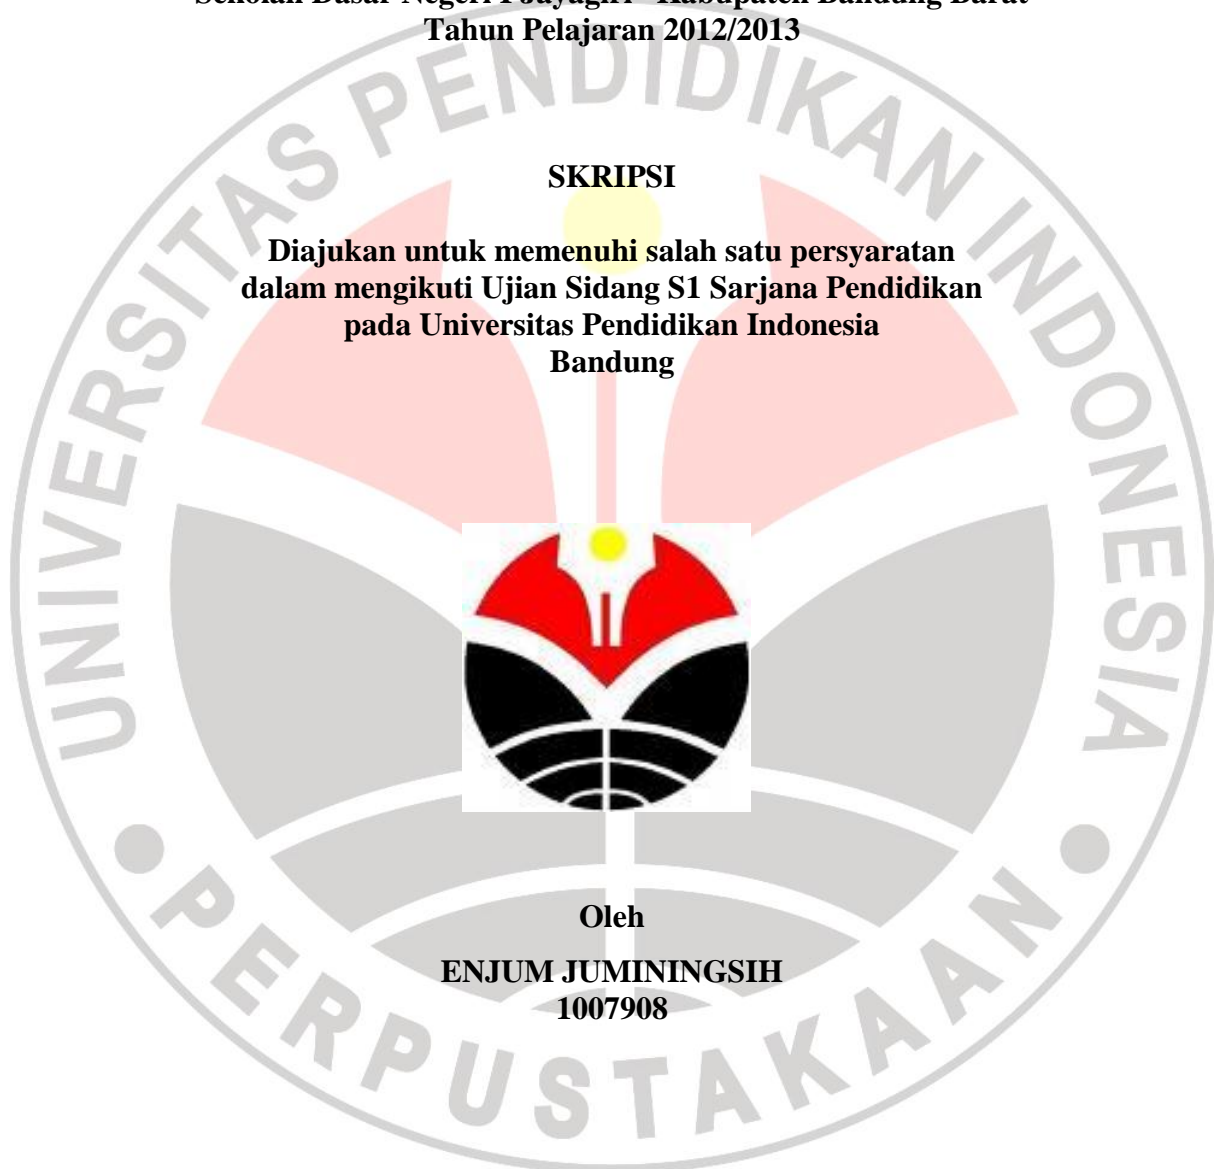 Sekolah Dasar Negeri I Jayagiri - Kabupaten Bandung Barat
Tahun Pelajaran 2012/2013
SKRIPSI
Diajukan untuk memenuhi salah satu persyaratan
dalam mengikuti Ujian Sidang S1 Sarjana Pendidikan
pada Universitas Pendidikan Indonesia
Bandung
Oleh
ENJUM JUMININGSIH
1007908
UNIVERSITAS PENDIDIKAN INDONESIA
PERPUSTAKAAN